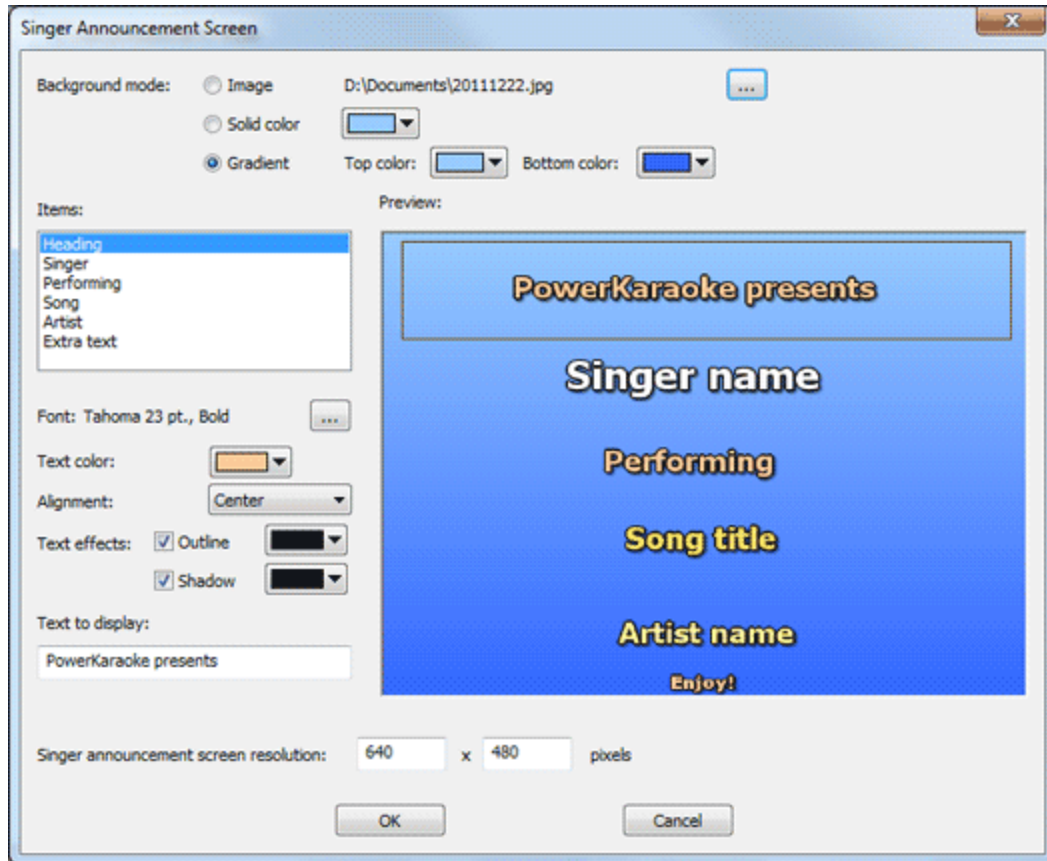 Singer Announcement Screen
Background mode: Image D:\Documents\20111222.jpg ...
Solid color
Gradient Top color: Bottom color:
Items: Preview:
Heading
Singer
Performing
Song
Artist
Extra text
PowerKaraoke presents
Singer name
Performing
Song title
Artist name
Enjoy!
Font: Tahoma 23 pt., Bold ...
Text color:
Alignment: Center
Text effects: Outline
Shadow
Text to display:
PowerKaraoke presents
Singer announcement screen resolution: 640 x 480 pixels
OK Cancel